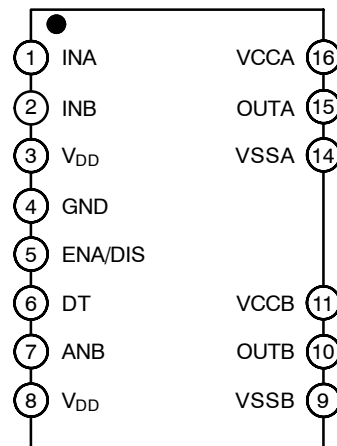 1 INA VCCA 16
2 INB OUTA 15
3 VDD VSSA 14
4 GND
5 ENA/DIS
6 DT VCCB 11
7 ANB OUTB 10
8 VDD VSSB 9